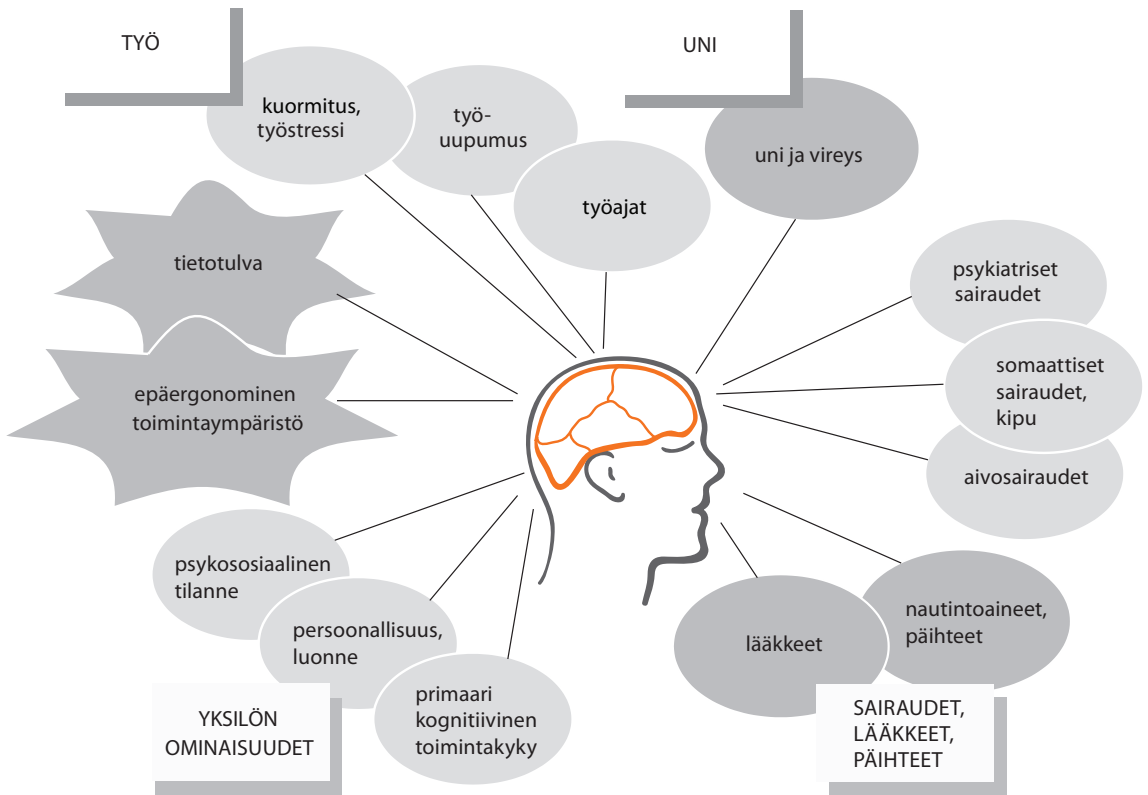 TYÖ
UNI
kuormitus,
työstressi
työ-
uupumus
työajat
uni ja vireys
tietotulva
psykiatriset
sairaudet
somaattiset
sairaudet,
kipu
epäergonominen
toimintaympäristö
aivosairaudet
psykososiaalinen
tilanne
persoonallisuus,
luonne
primaari
kognitiivinen
toimintakyky
lääkkeet
nautintoaineet,
päihteet
YKSILÖN
OMINAISUUDET
SAIRAUDET,
LÄÄKKEET,
PÄIHTEET